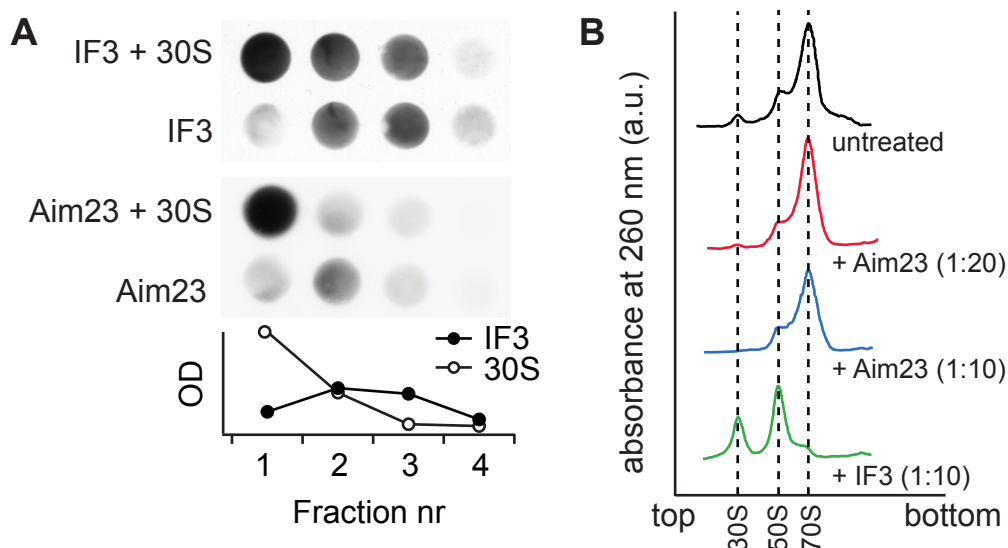 A
IF3 + 30S
IF3
Aim23 + 30S
Aim23
IF3
30S
OD
1 2 3 4
Fraction nr
B
absorbance at 260 nm (a.u.)
untreated
+ Aim23 (1:20)
+ Aim23 (1:10)
+ IF3 (1:10)
top 30S 50S 70S bottom